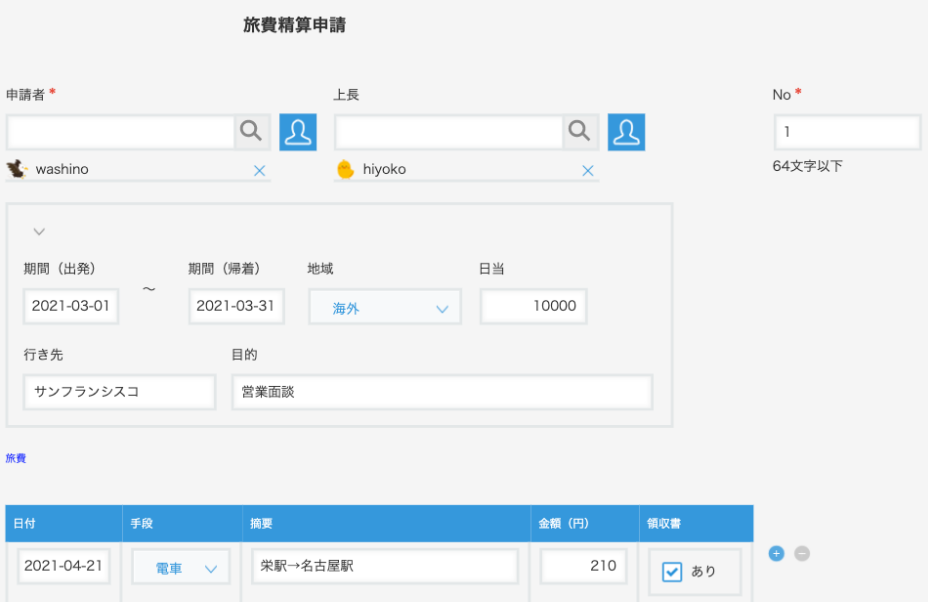 旅費精算申請
申請者 * 上長 No *
1
washino hiyoko 64文字以下
期間（出発） 期間（帰着） 地域 日当
2021-03-01 ～ 2021-03-31 海外 10000
行き先 目的
サンフランシスコ 営業面談
旅費
日付 手段 摘要 金額（円） 領収書
2021-04-21 電車 栄駅→名古屋駅 210 あり